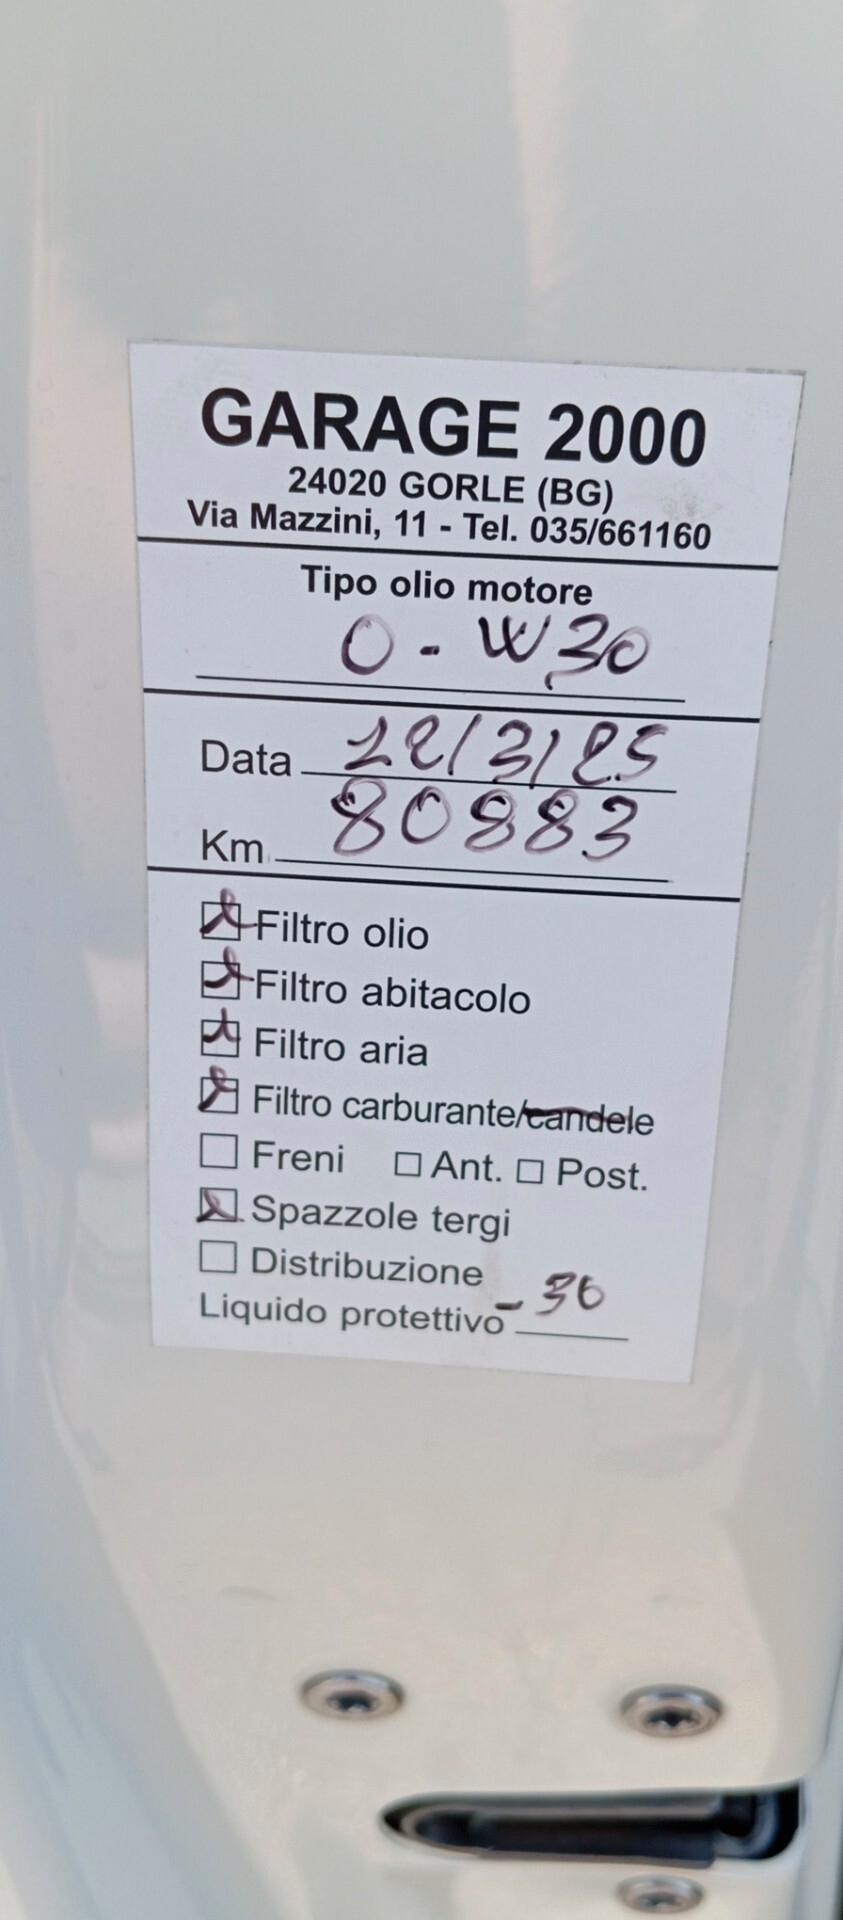 GARAGE 2000
24020 GORLE (BG)
Via Mazzini, 11 - Tel. 035/661160
Tipo olio motore
0 - W30
Data 12/3/25
Km. 80883
Filtro olio
Filtro abitacolo
Filtro aria
Filtro carburante/candele
Freni Ant. Post.
Spazzole tergi
Distribuzione
Liquido protettivo -36